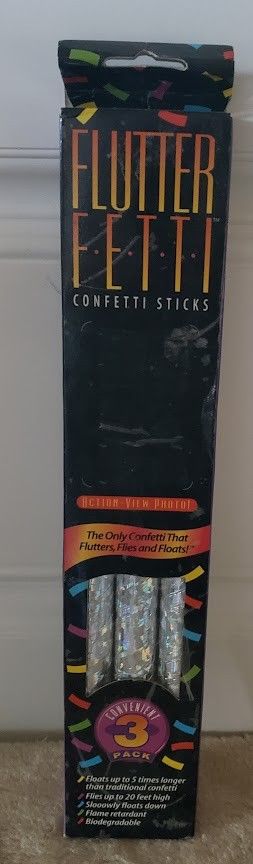 FLUTTER
F·E·T·T·I™
CONFETTI STICKS
ACTION VIEW PHOTO!
The Only Confetti That
Flutters, Flies and Floats!™
CONVENIENT
3
PACK
Floats up to 5 times longer
than traditional confetti
Flies up to 20 feet high
Slooowly floats down
Flame retardant
Biodegradable